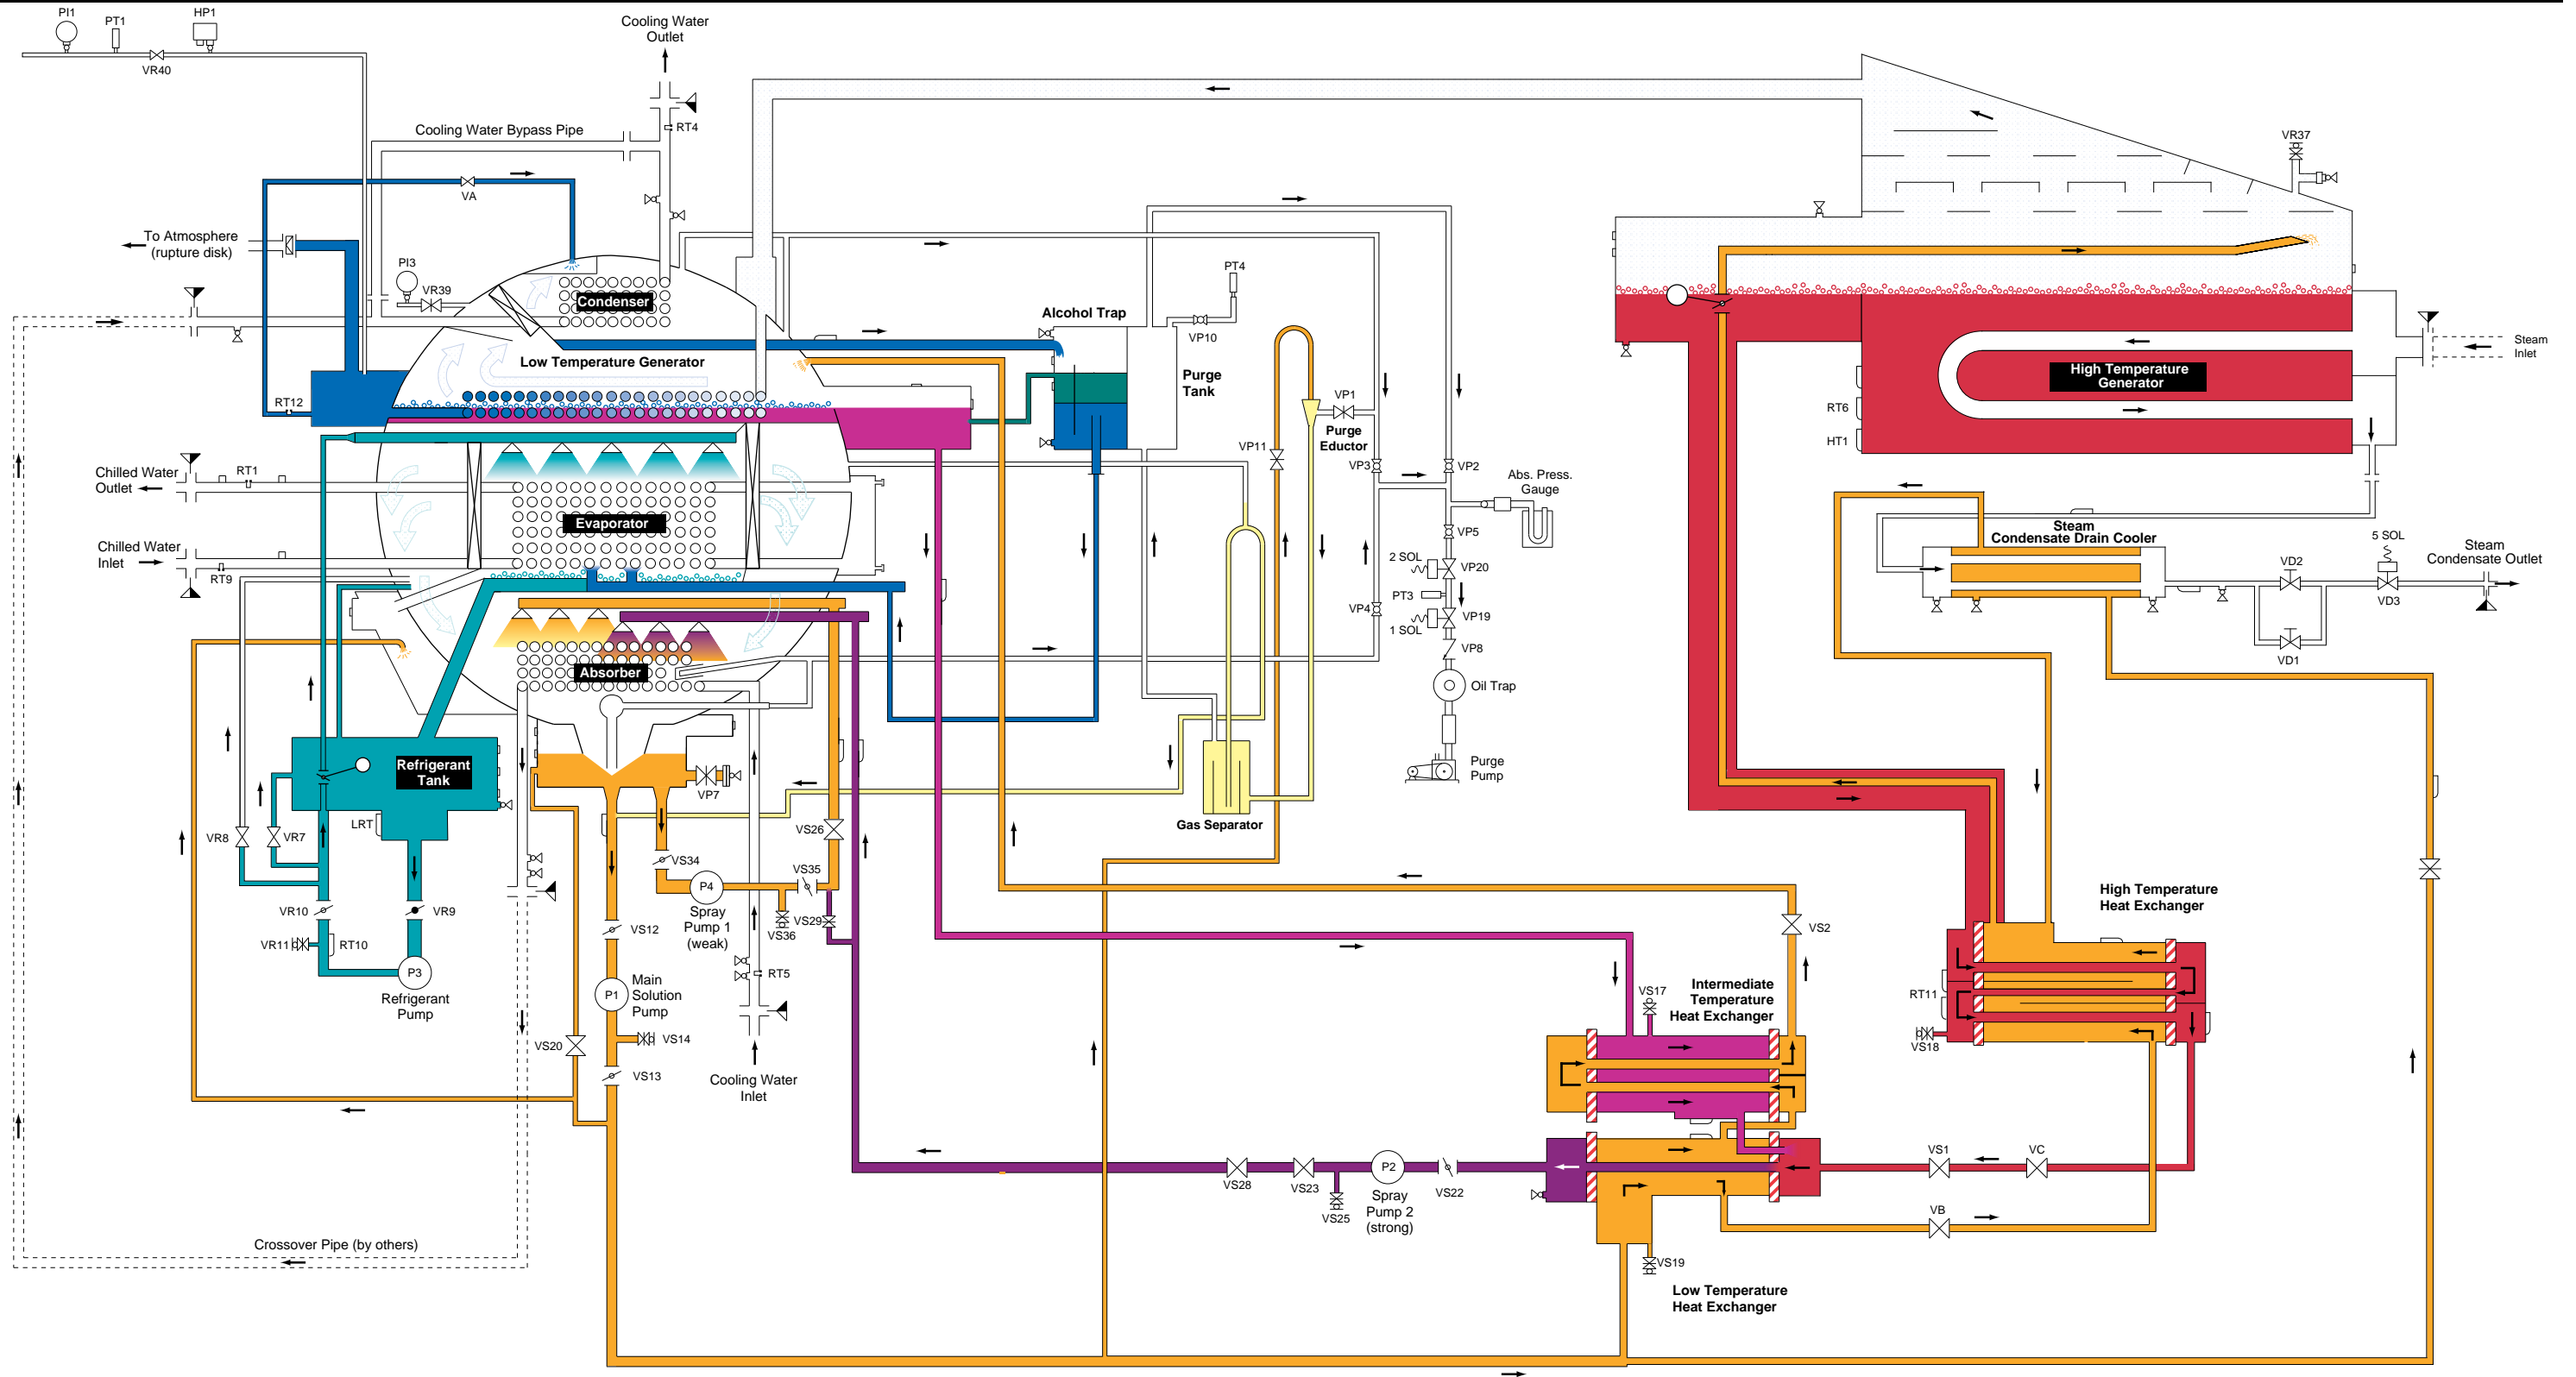 PI1
PT1
HP1
VR40
Cooling Water
Outlet
RT4
Cooling Water Bypass Pipe
VA
To Atmosphere
(rupture disk)
PI3
VR39
Condenser
Low Temperature Generator
RT12
Alcohol Trap
PT4
VP10
Purge
Tank
VP1
Purge
Eductor
VP11
VP3
VP2
Abs. Press.
Gauge
VP5
2 SOL
VP20
PT3
VP4
VP19
1 SOL
VP8
Oil Trap
Purge
Pump
VR37
Steam
Inlet
High Temperature
Generator
RT6
HT1
Steam
Condensate Drain Cooler
5 SOL
VD2
Steam
Condensate Outlet
VD3
VD1
Chilled Water
Outlet
RT1
Evaporator
Chilled Water
Inlet
RT9
Absorber
Refrigerant
Tank
LRT
VR8
VR7
VR10
VR9
VR11
RT10
P3
Refrigerant
Pump
VP7
VS26
VS34
VS35
P4
Spray
Pump 1
(weak)
VS29
VS36
VS12
RT5
P1
Main
Solution
Pump
VS14
VS20
VS13
Cooling Water
Inlet
Gas Separator
VS2
High Temperature
Heat Exchanger
Intermediate
Temperature
Heat Exchanger
VS17
RT11
VS18
VS28
VS23
P2
VS22
VS25
Spray
Pump 2
(strong)
VS1
VC
VB
VS19
Low Temperature
Heat Exchanger
Crossover Pipe (by others)